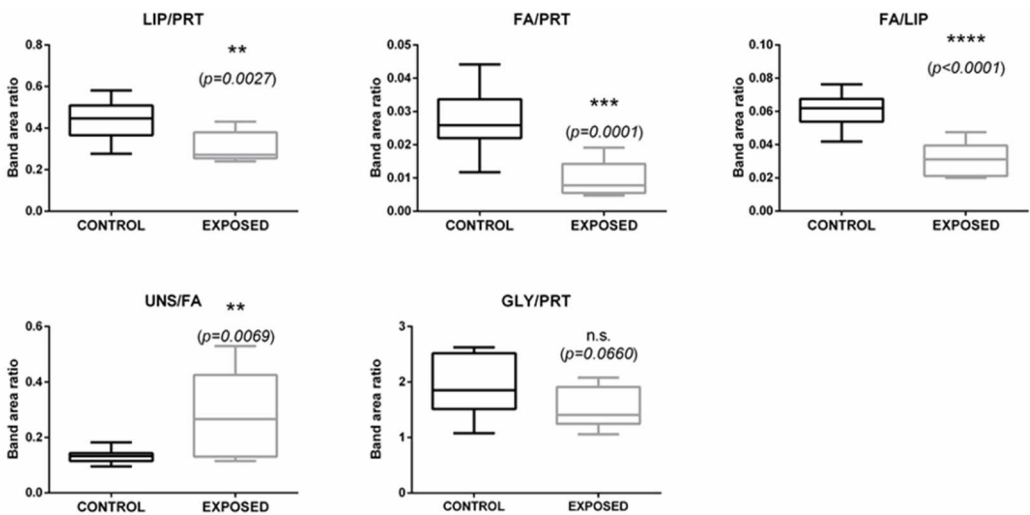 LIP/PRT
Band area ratio
0.8
0.6
0.4
0.2
0.0
**
(p=0.0027)
CONTROL
EXPOSED
FA/PRT
Band area ratio
0.05
0.04
0.03
0.02
0.01
0.00
***
(p=0.0001)
CONTROL
EXPOSED
FA/LIP
Band area ratio
0.10
0.08
0.06
0.04
0.02
0.00
****
(p<0.0001)
CONTROL
EXPOSED
UNS/FA
Band area ratio
0.6
0.4
0.2
0.0
**
(p=0.0069)
CONTROL
EXPOSED
GLY/PRT
Band area ratio
3
2
1
0
n.s.
(p=0.0660)
CONTROL
EXPOSED